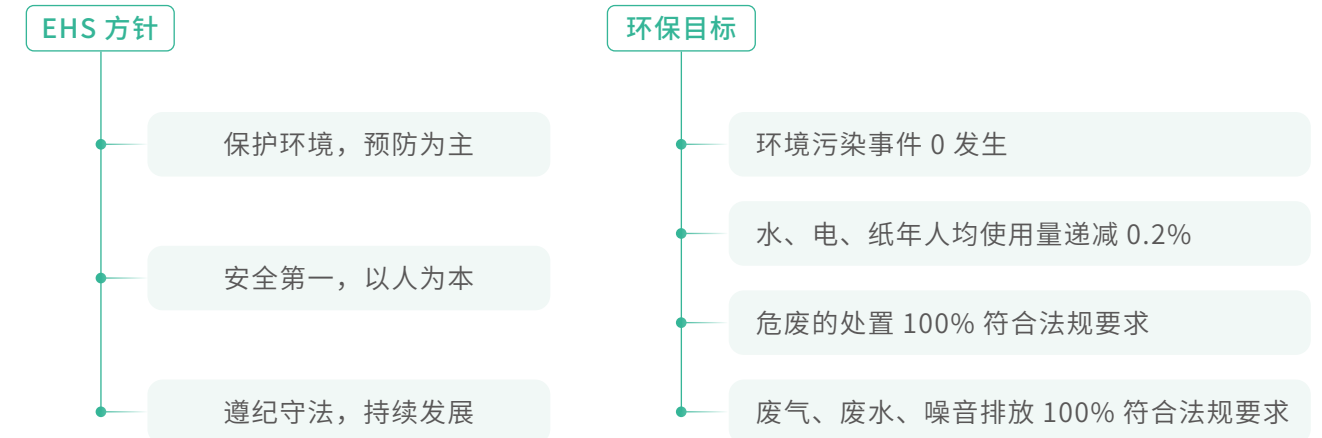 EHS 方针
保护环境，预防为主
安全第一，以人为本
遵纪守法，持续发展
环保目标
环境污染事件 0 发生
水、电、纸年人均使用量递减 0.2%
危废的处置 100% 符合法规要求
废气、废水、噪音排放 100% 符合法规要求